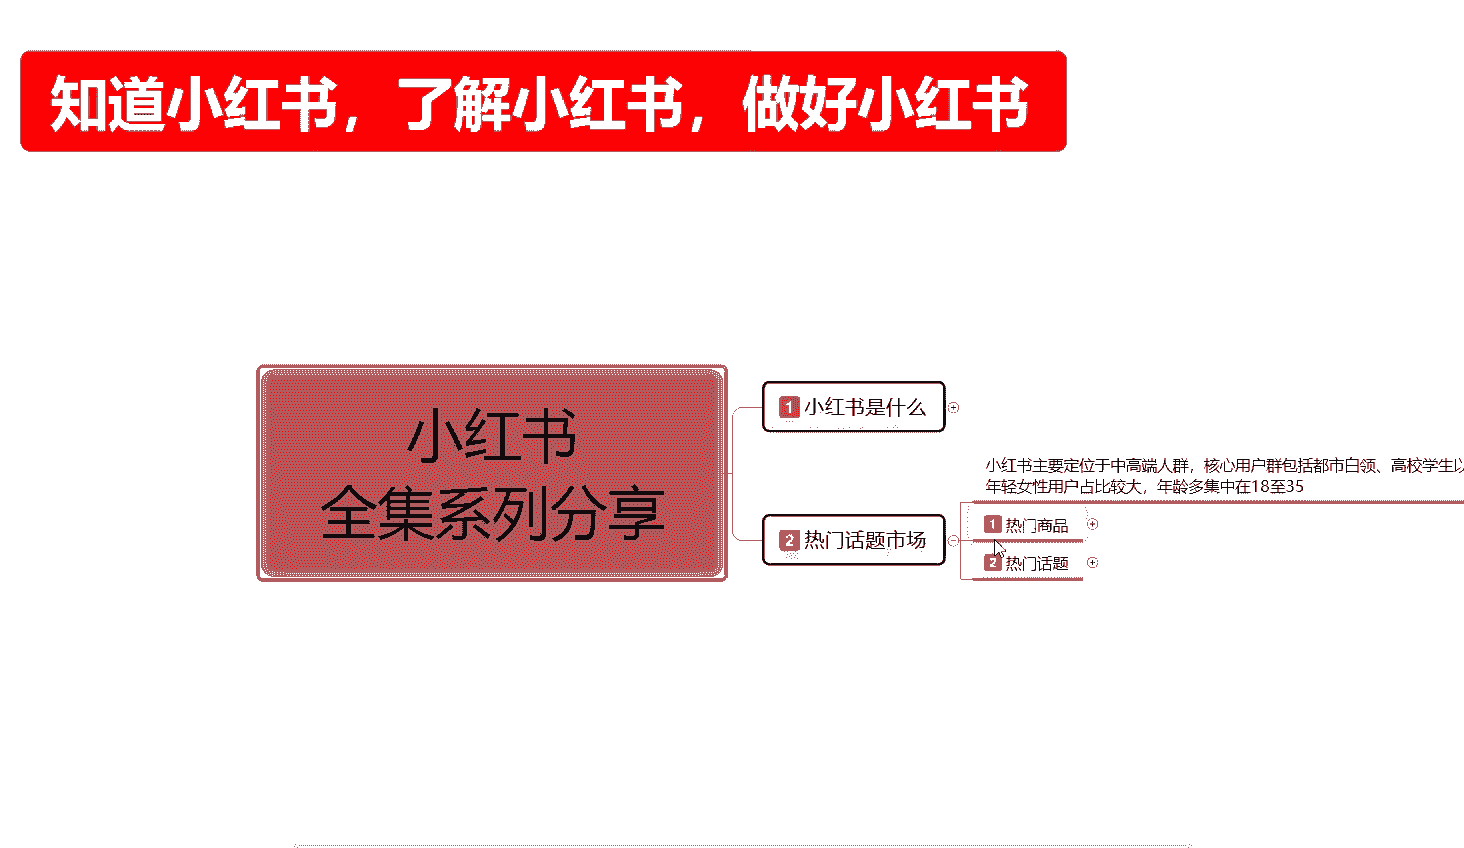 知道小红书，了解小红书，做好小红书
小红书
全集系列分享
1 小红书是什么
2 热门话题市场
小红书主要定位于中高端人群，核心用户群包括都市白领、高校学生以
年轻女性用户占比较大，年龄多集中在18至35
1 热门商品
2 热门话题